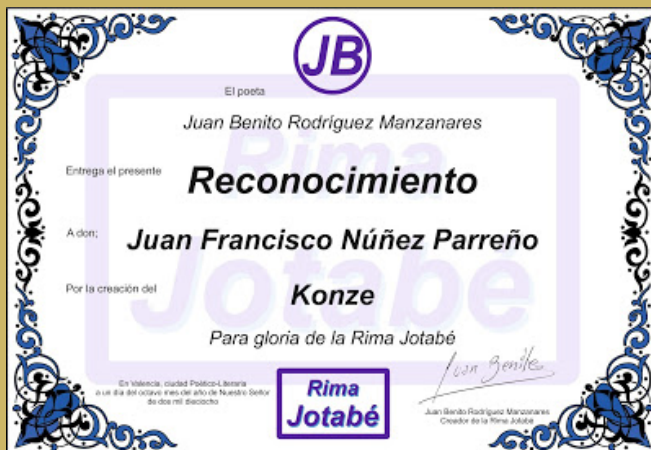 JB
El poeta
Juan Benito Rodríguez Manzanares
Entrega el presente
Reconocimiento
A don;
Juan Francisco Núñez Parreño
Por la creación del
Konze
Para gloria de la Rima Jotabé
Rima
Jotabé
En Valencia, ciudad Poético-Literaria
a un día del octavo mes del año de Nuestro Señor
de dos mil dieciocho
Rima
Jotabé
Juan Benito
Juan Benito Rodríguez Manzanares
Creador de la Rima Jotabé